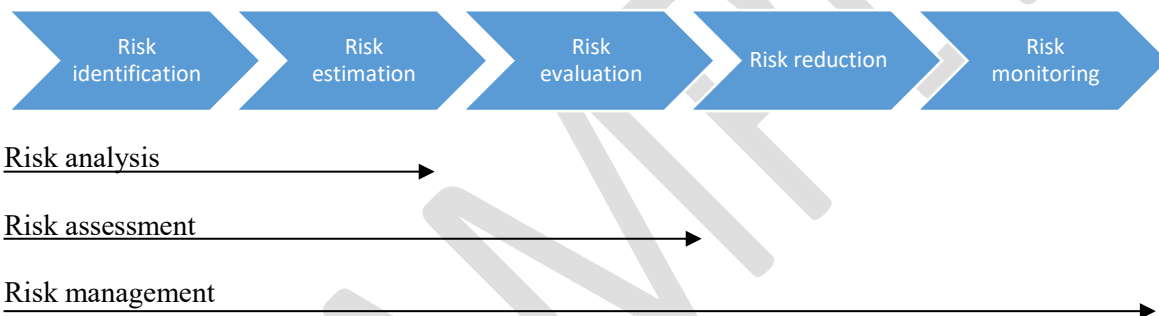 Risk
identification
Risk
estimation
Risk
evaluation
Risk reduction
Risk
monitoring
Risk analysis
Risk assessment
Risk management